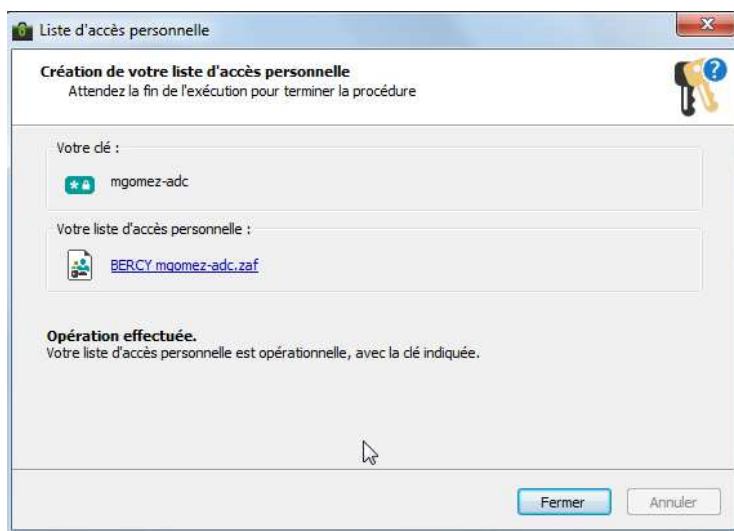 Liste d'accès personnelle
Création de votre liste d'accès personnelle
Attendez la fin de l'exécution pour terminer la procédure
Votre clé :
mgomez-adc
Votre liste d'accès personnelle :
BERCY mgomez-adc.zaf
Opération effectuée.
Votre liste d'accès personnelle est opérationnelle, avec la clé indiquée.
Fermer
Annuler